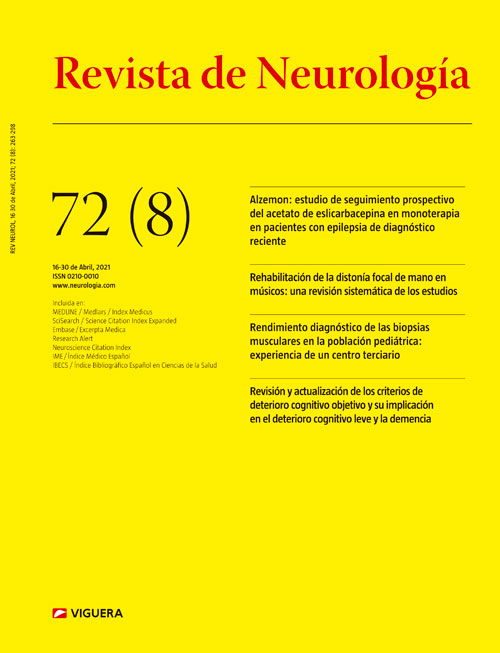 Revista de Neurología
REV NEUROL, 16-30 de Abril, 2021; 72 (8): 263-298
72 (8)
16-30 de Abril, 2021
ISSN 0210-0010
www.neurologia.com
Incluida en:
MEDLINE / Medlars / Index Medicus
SciSearch / Science Citation Index Expanded
Embase / Excerpta Medica
Research Alert
Neuroscience Citation Index
IME / Índice Médico Español
IBECS / Índice Bibliográfico Español en Ciencias de la Salud
Alzemon: estudio de seguimiento prospectivo
del acetato de eslicarbacepina en monoterapia
en pacientes con epilepsia de diagnóstico
reciente
Rehabilitación de la distonía focal de mano en
músicos: una revisión sistemática de los estudios
Rendimiento diagnóstico de las biopsias
musculares en la población pediátrica:
experiencia de un centro terciario
Revisión y actualización de los criterios de
deterioro cognitivo objetivo y su implicación
en el deterioro cognitivo leve y la demencia
VIGUERA